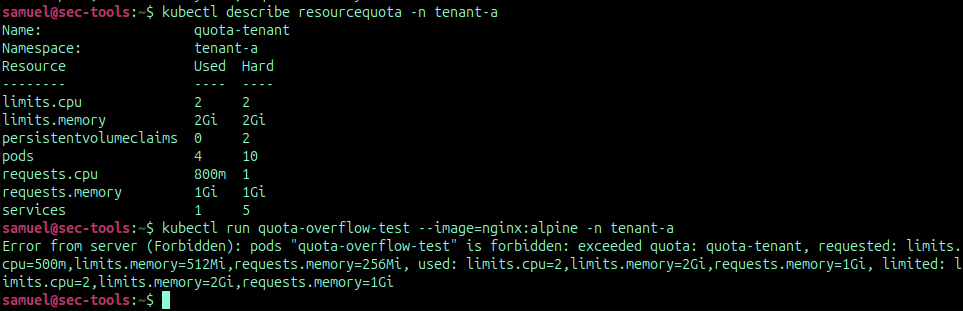 samuel@sec-tools:~$ kubectl describe resourcequota -n tenant-a
Name:                   quota-tenant
Namespace:              tenant-a
Resource                Used  Hard
--------                ----  ----
limits.cpu              2     2
limits.memory           2Gi   2Gi
persistentvolumeclaims  0     2
pods                    4     10
requests.cpu            800m  1
requests.memory         1Gi   1Gi
services                1     5
samuel@sec-tools:~$ kubectl run quota-overflow-test --image=nginx:alpine -n tenant-a
Error from server (Forbidden): pods "quota-overflow-test" is forbidden: exceeded quota: quota-tenant, requested: limits.
cpu=500m,limits.memory=512Mi,requests.memory=256Mi, used: limits.cpu=2,limits.memory=2Gi,requests.memory=1Gi, limited: l
imits.cpu=2,limits.memory=2Gi,requests.memory=1Gi
samuel@sec-tools:~$